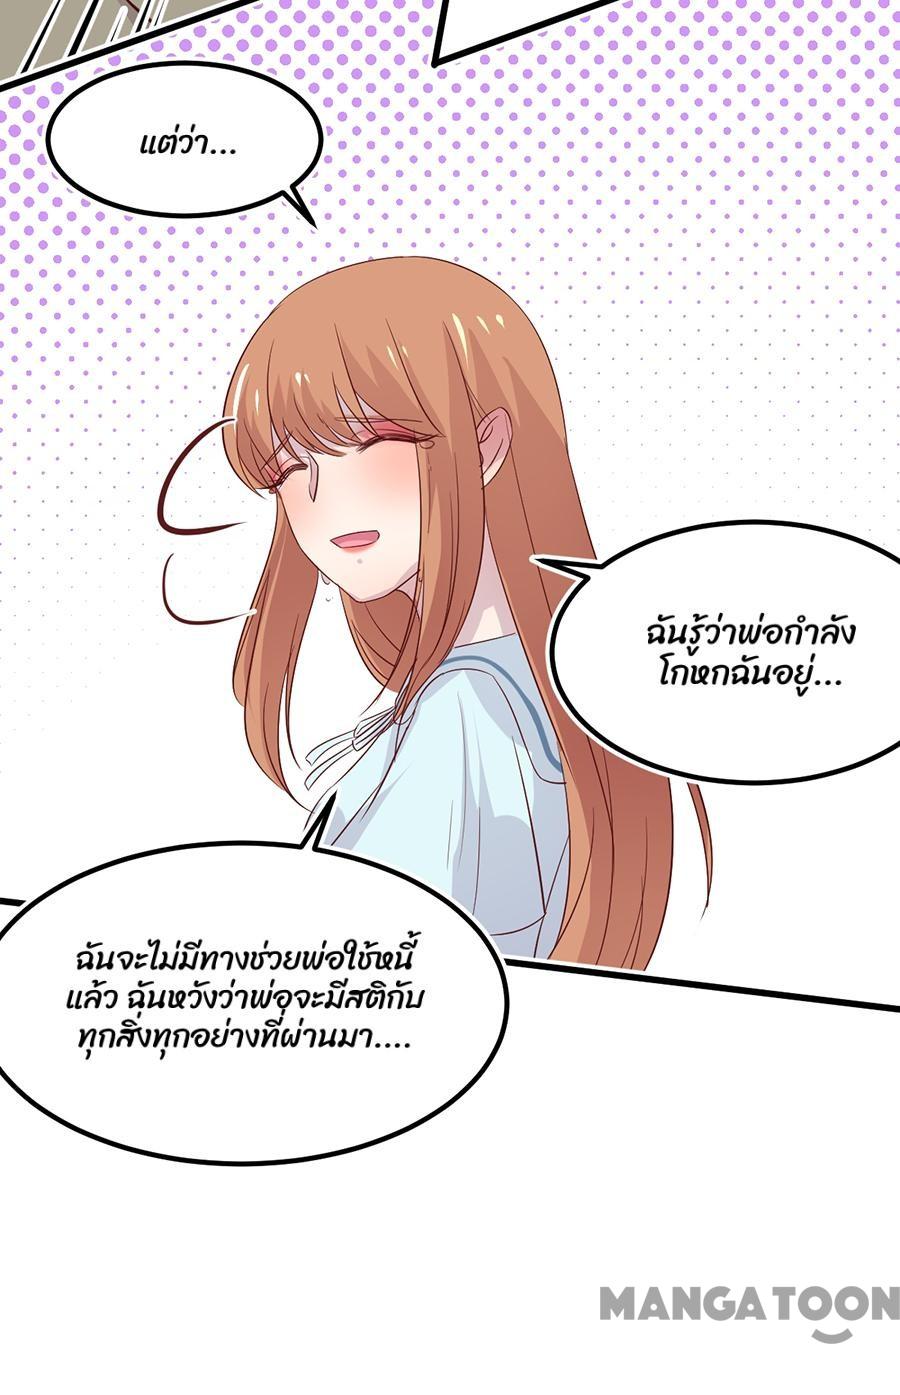 แต่ว่า...
ฉันรู้ว่าพ่อกำลัง
โกหกฉันอยู่...
ฉันจะไม่มีทางช่วยพ่อใช้หนี้
แล้ว ฉันหวังว่าพ่อจะมีสติกับ
ทุกสิ่งทุกอย่างที่ผ่านมา....
MANGATOON